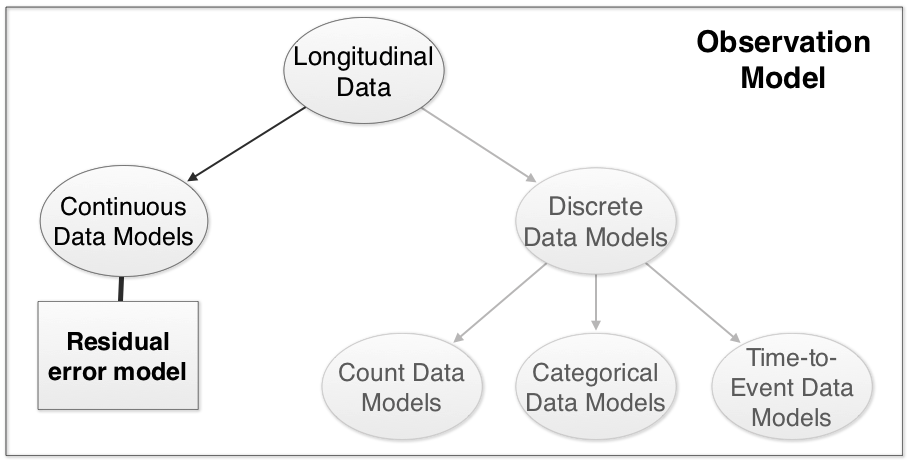 Observation
Model
Longitudinal
Data
Continuous
Data Models
Discrete
Data Models
Residual
error model
Count Data
Models
Categorical
Data Models
Time-to-
Event Data
Models